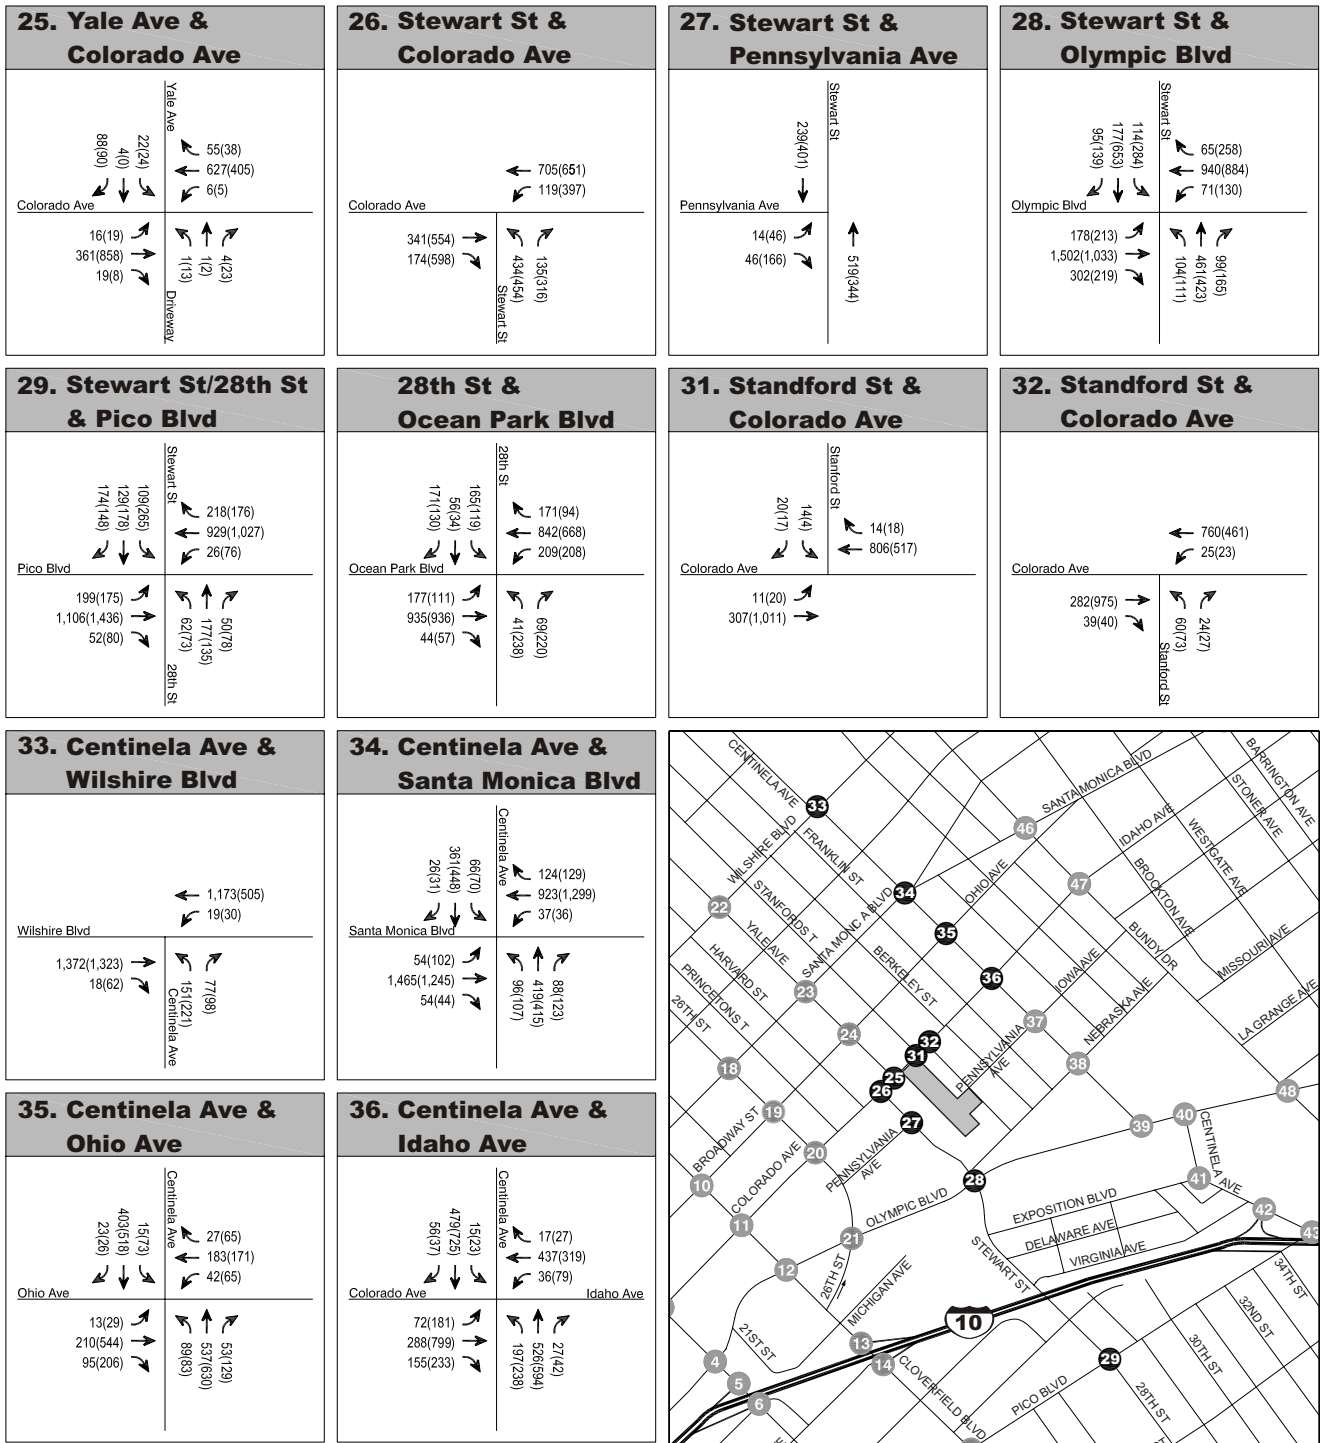 25. Yale Ave &
Colorado Ave
Yale Ave
88(90)
4(0)
22(24)
55(38)
627(405)
6(5)
Colorado Ave
16(19)
361(858)
19(8)
1(13)
1(2)
4(23)
Driveway
26. Stewart St &
Colorado Ave
705(651)
119(397)
Colorado Ave
341(554)
174(598)
434(454)
135(316)
Stewart St
27. Stewart St &
Pennsylvania Ave
Stewart St
239(401)
Pennsylvania Ave
14(46)
46(166)
519(344)
28. Stewart St &
Olympic Blvd
Stewart St
95(139)
177(653)
114(284)
65(258)
940(884)
71(130)
Olympic Blvd
178(213)
1,502(1,033)
302(219)
104(111)
461(423)
99(165)
29. Stewart St/28th St
& Pico Blvd
Stewart St
174(148)
129(178)
109(265)
218(176)
929(1,027)
26(76)
Pico Blvd
199(175)
1,106(1,436)
52(80)
62(73)
177(135)
50(78)
28th St
28th St &
Ocean Park Blvd
28th St
171(130)
56(34)
165(119)
171(94)
842(668)
209(208)
Ocean Park Blvd
177(111)
935(936)
44(57)
41(238)
69(220)
31. Standford St &
Colorado Ave
Stanford St
20(17)
14(4)
14(18)
806(517)
Colorado Ave
11(20)
307(1,011)
32. Standford St &
Colorado Ave
760(461)
25(23)
Colorado Ave
282(975)
39(40)
60(73)
24(27)
Stanford St
33. Centinela Ave &
Wilshire Blvd
1,173(505)
19(30)
Wilshire Blvd
1,372(1,323)
18(62)
151(221)
77(98)
Centinela Ave
34. Centinela Ave &
Santa Monica Blvd
Centinela Ave
26(31)
361(448)
66(70)
124(129)
923(1,299)
37(36)
Santa Monica Blvd
54(102)
1,465(1,245)
54(44)
96(107)
419(415)
88(123)
35. Centinela Ave &
Ohio Ave
Centinela Ave
23(26)
403(518)
15(73)
27(65)
183(171)
42(65)
Ohio Ave
13(29)
210(544)
95(206)
89(83)
537(630)
53(129)
36. Centinela Ave &
Idaho Ave
Centinela Ave
56(37)
479(725)
15(23)
17(27)
437(319)
36(79)
Colorado Ave
Idaho Ave
72(181)
288(799)
155(233)
197(238)
526(594)
27(42)
CENTINELA AVE
33
WILSHIRE BLVD
FRANKLIN ST
SANTA MONICA BLVD
46
BARRINGTON AVE
STONER AVE
IDAHO AVE
WESTGATE AVE
BROCKTON AVE
47
OHIO AVE
34
22
STANFORDS T
SANTA MONC A BLVD
YALE AVE
35
BERKELEY ST
36
HARVARD ST
PRINCETONS T
26TH ST
23
BUNDY DR
MISSOURI AVE
IOWA AVE
NEBRASKA AVE
LA GRANGE AVE
37
24
32
31
PENNSYLVANIA
AVE
38
18
25
26
19
27
48
40
39
CENTINELA AVE
BROADWAY ST
COLORADO AVE
20
PENNSYLVANIA
AVE
10
28
41
11
OLYMPIC BLVD
EXPOSITION BLVD
42
DELAWARE AVE
43
21
VIRGINIA AVE
STEWART ST
12
26TH ST
MICHIGAN AVE
34TH ST
10
32ND ST
21ST ST
13
14
30TH ST
29
4
5
6
CLOVERFIELD BLVD
PICO BLVD
28TH ST